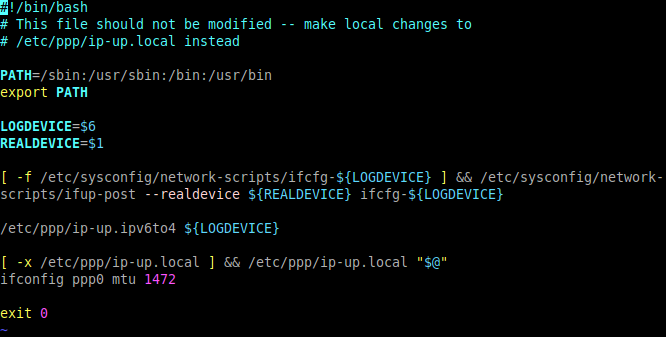 #!/bin/bash
# This file should not be modified -- make local changes to
# /etc/ppp/ip-up.local instead
PATH=/sbin:/usr/sbin:/bin:/usr/bin
export PATH
LOGDEVICE=$6
REALDEVICE=$1
[ -f /etc/sysconfig/network-scripts/ifcfg-${LOGDEVICE} ] && /etc/sysconfig/network-
scripts/ifup-post --realdevice ${REALDEVICE} ifcfg-${LOGDEVICE}
/etc/ppp/ip-up.ipv6to4 ${LOGDEVICE}
[ -x /etc/ppp/ip-up.local ] && /etc/ppp/ip-up.local "$@"
ifconfig ppp0 mtu 1472
exit 0
~